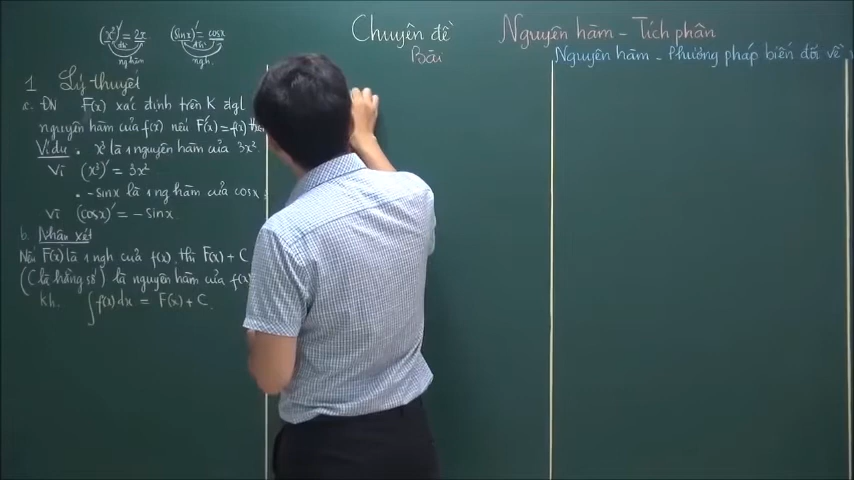 Chuyên đề Nguyên hàm - Tích phân
Bài Nguyên hàm - Phương pháp biến đổi về
(x²)' = 2x (sinx)' = cosx
đh đh
ng hàm ngh.
1 Lý thuyết
a. ĐN F(x) xác định trên K đgl
nguyên hàm của f(x) nếu F'(x) = f(x)
Ví dụ • x³ là 1 nguyên hàm của 3x².
Vì (x³)' = 3x²
• -sinx là 1 ng hàm của cosx
Vì (cosx)' = -sinx
b. Nhận xét
Nếu F(x) là 1 ngh của f(x). thì F(x) + C
(C là hằng số) là nguyên hàm của f(x)
kh. ∫f(x)dx = F(x) + C.